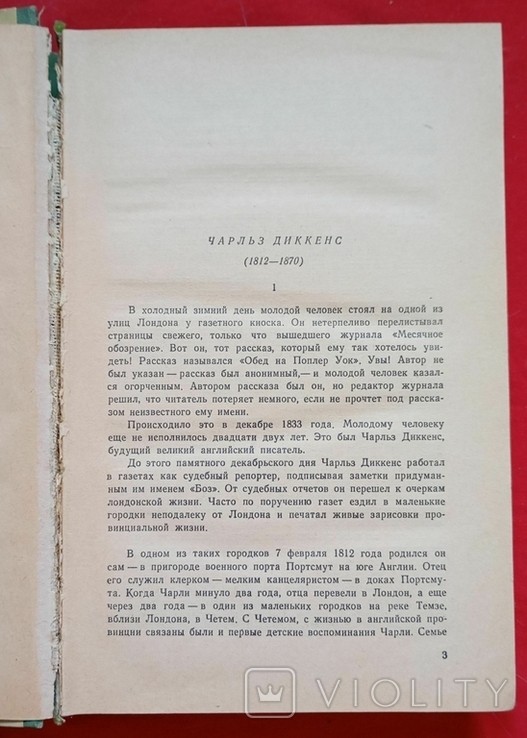 ЧАРЛЬЗ ДИККЕНС
(1812—1870)
1
В холодный зимний день молодой человек стоял на одной из
улиц Лондона у газетного киоска. Он нетерпеливо перелистывал
страницы свежего, только что вышедшего журнала «Месячное
обозрение». Вот он, тот рассказ, который ему так хотелось уви-
деть! Рассказ назывался «Обед на Поплер Уок». Увы! Автор не
был указан — рассказ был анонимный,— и молодой человек казал-
ся огорченным. Автором рассказа был он, но редактор журнала
решил, что читатель потеряет немного, если не прочтет под расска-
зом неизвестного ему имени.
Происходило это в декабре 1833 года. Молодому человеку
еще не исполнилось двадцати двух лет. Это был Чарльз Диккенс,
будущий великий английский писатель.
До этого памятного декабрьского дня Чарльз Диккенс работал
в газетах как судебный репортер, подписывая заметки придуман-
ным им именем «Боз». От судебных отчетов он перешел к очеркам
лондонской жизни. Часто по поручению газет ездил в маленькие
городки неподалеку от Лондона и печатал живые зарисовки про-
винциальной жизни.
В одном из таких городков 7 февраля 1812 года родился он
сам — в пригороде военного порта Портсмут на юге Англии. Отец
его служил клерком — мелким канцеляристом — в доках Портсму-
та. Когда Чарли минуло два года, отца перевели в Лондон, а еще
через два года — в один из маленьких городков на реке Темзе,
вблизи Лондона, в Четем. С Четемом, с жизнью в английской про-
винции связаны были и первые детские воспоминания Чарли. Семье
3
VIOLITY